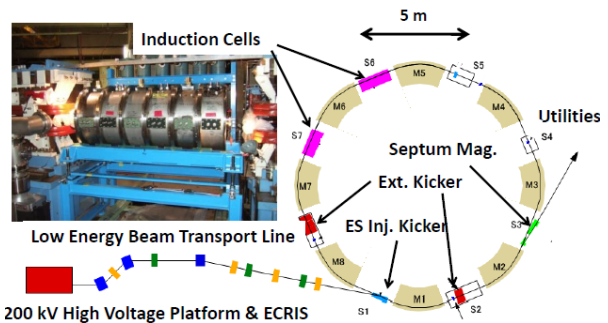 5 m
Induction Cells
S6
M5
S5
M6
M4
Utilities
S7
S4
Septum Mag.
M7
Ext. Kicker
M3
ES Inj. Kicker
S3
Low Energy Beam Transport Line
M8
M2
S1
M1
S2
200 kV High Voltage Platform & ECRIS